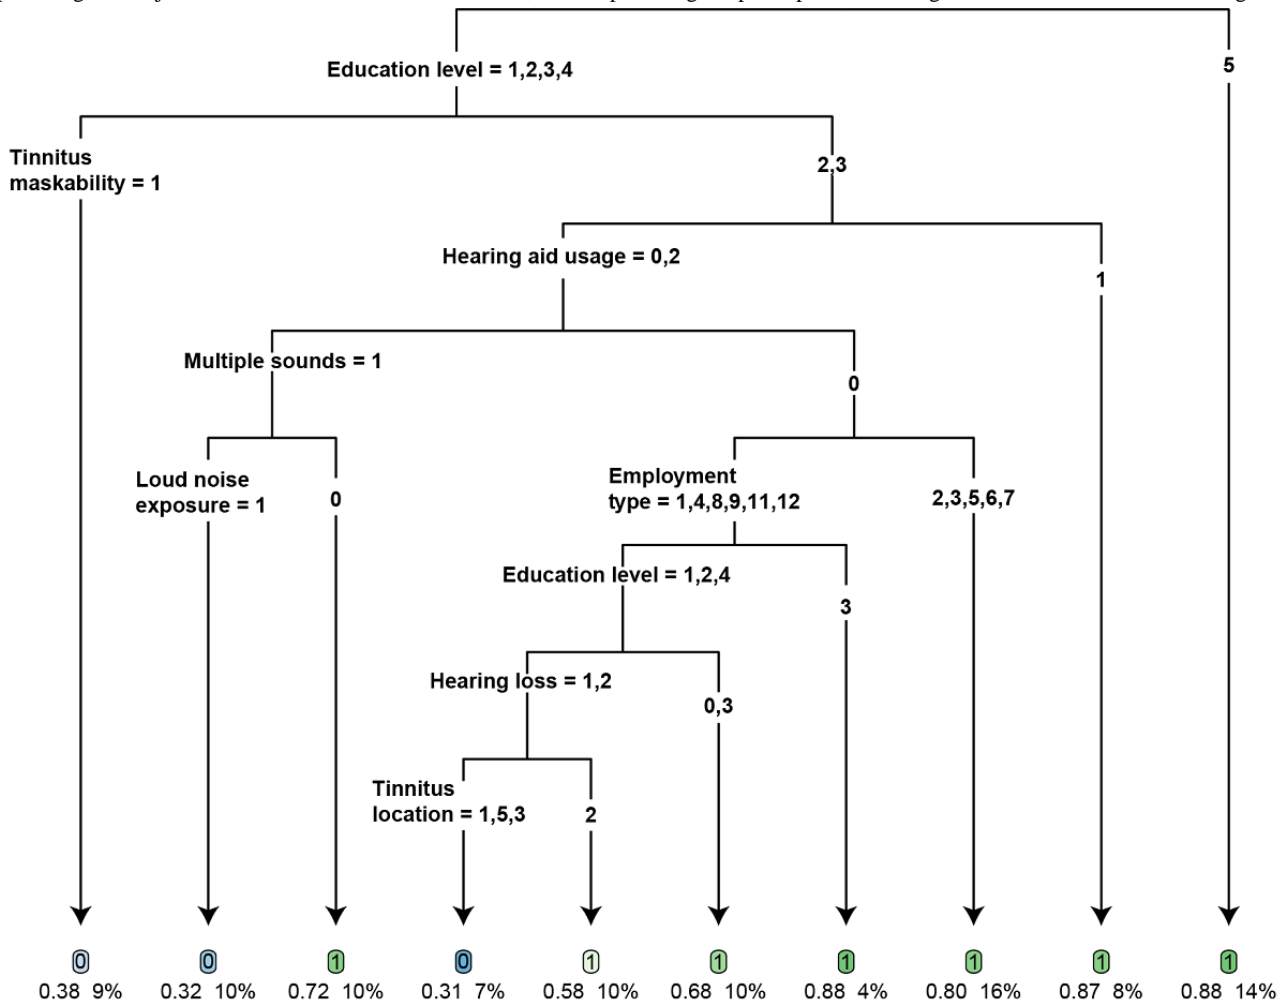 Education level = 1,2,3,4
5
Tinnitus
maskability = 1
2,3
Hearing aid usage = 0,2
1
Multiple sounds = 1
0
Loud noise
exposure = 1
0
Employment
type = 1,4,8,9,11,12
2,3,5,6,7
Education level = 1,2,4
3
Hearing loss = 1,2
0,3
Tinnitus
location = 1,5,3
2
0 0 1 0 1 1 1 1 1 1
0.38 9% 0.32 10% 0.72 10% 0.31 7% 0.58 10% 0.68 10% 0.88 4% 0.80 16% 0.87 8% 0.88 14%